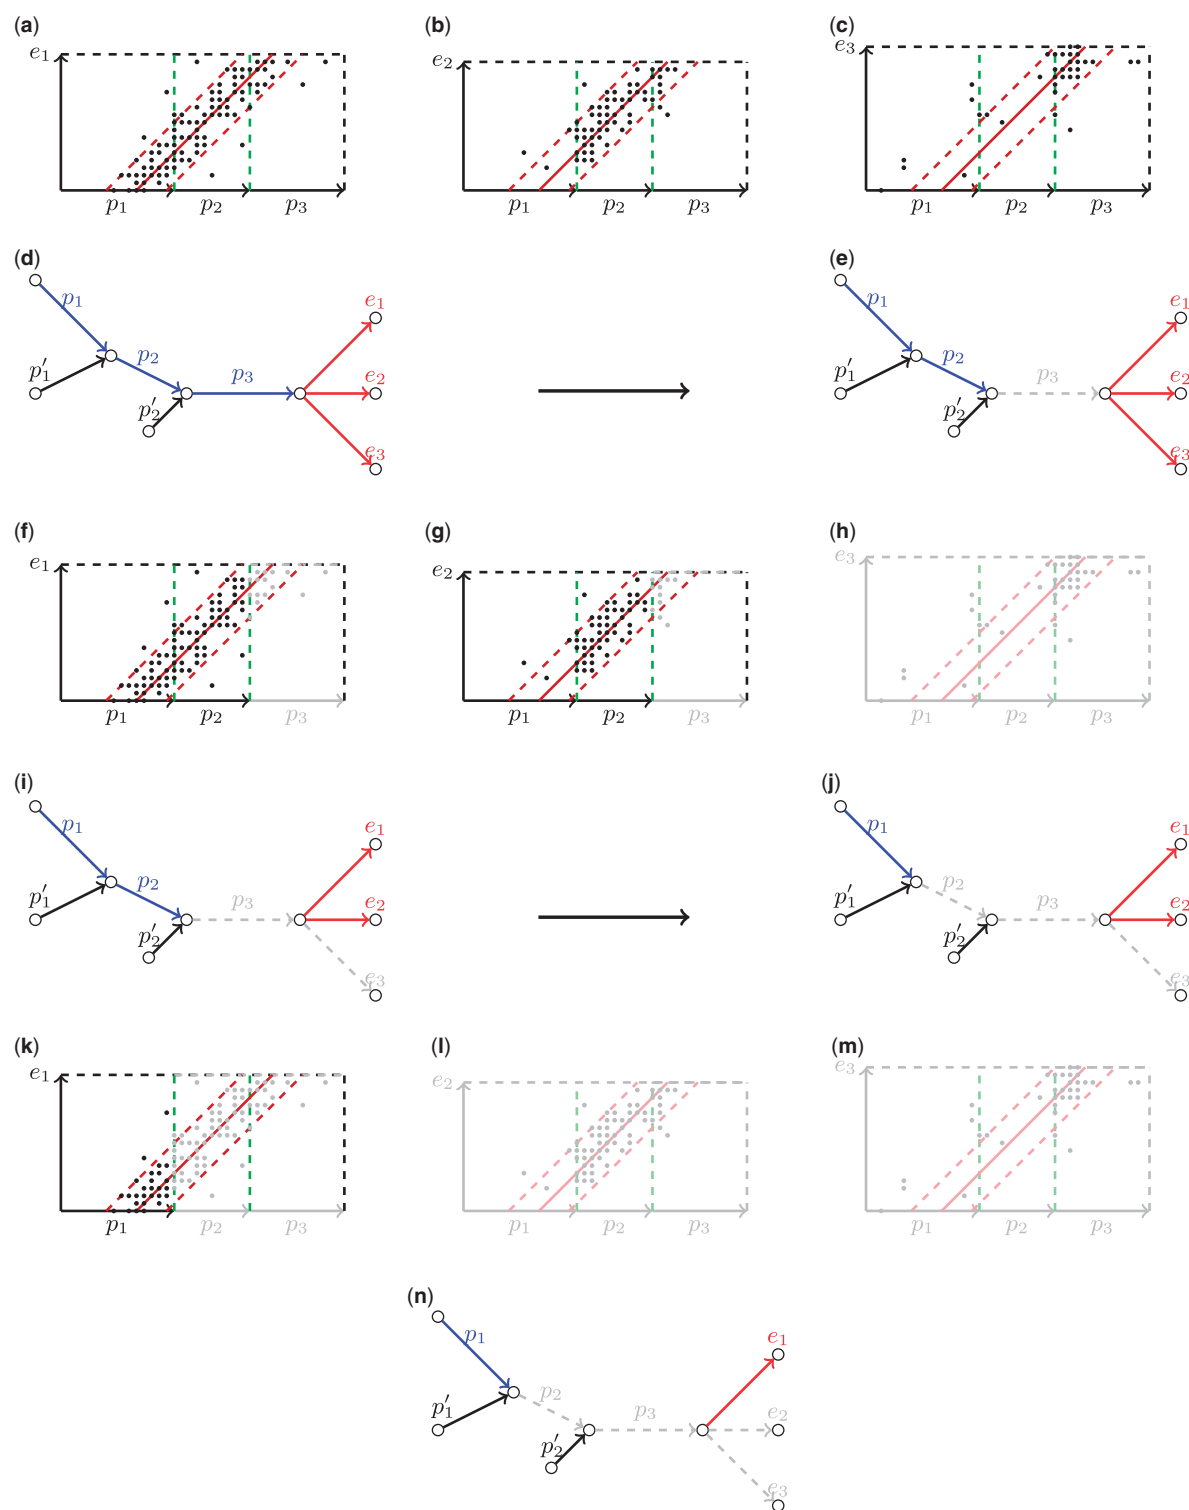 (a) (b) (c)
e₁ e₂ e₃
p₁ p₂ p₃ p₁ p₂ p₃ p₁ p₂ p₃
(d) (e)
p₁ p₂ p₃ p′₁ p′₂ e₁ e₂ e₃
p₁ p₂ p₃ p′₁ p′₂ e₁ e₂ e₃
(f) (g) (h)
e₁ e₂ e₃
p₁ p₂ p₃ p₁ p₂ p₃ p₁ p₂ p₃
(i) (j)
p₁ p₂ p₃ p′₁ p′₂ e₁ e₂ e₃
p₁ p₂ p₃ p′₁ p′₂ e₁ e₂ e₃
(k) (l) (m)
e₁ e₂ e₃
p₁ p₂ p₃ p₁ p₂ p₃ p₁ p₂ p₃
(n)
p₁ p₂ p₃ p′₁ p′₂ e₁ e₂ e₃